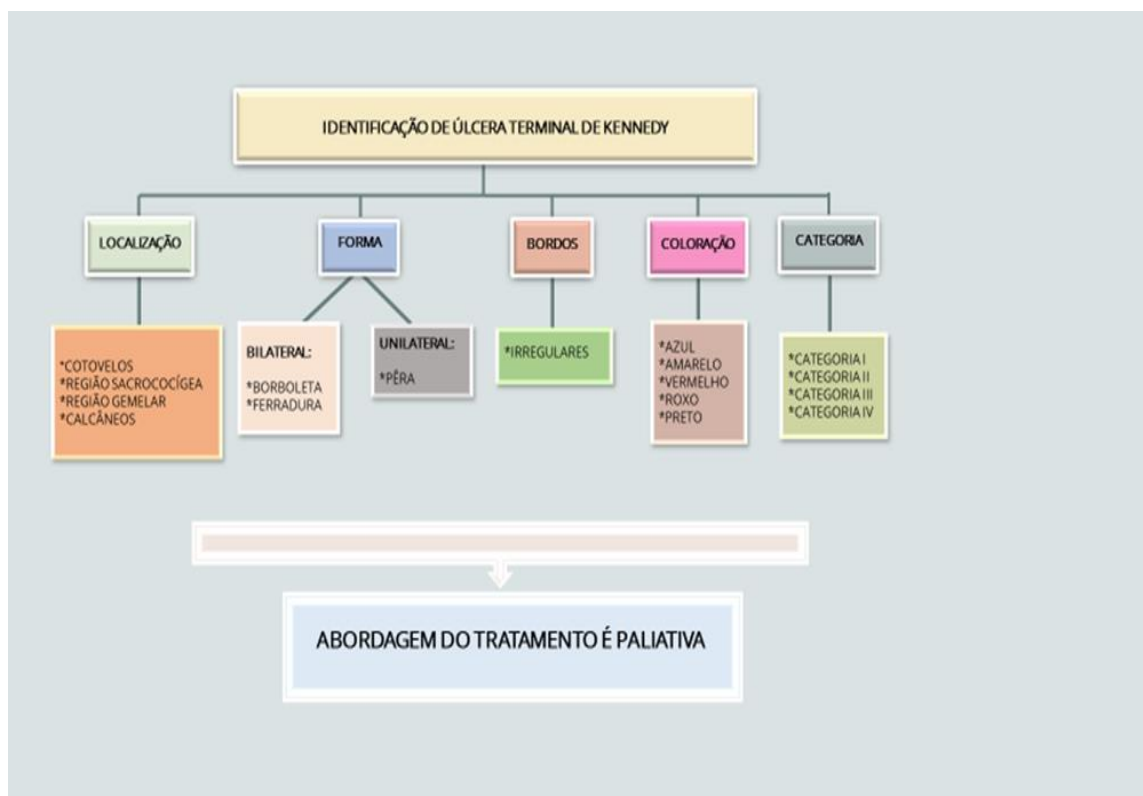 IDENTIFICAÇÃO DE ÚLCERA TERMINAL DE KENNEDY
LOCALIZAÇÃO
*COTOVELOS
*REGIÃO SACROCOCÍGEA
*REGIÃO GEMELAR
*CALCÂNEOS
FORMA
BILATERAL:
*BORBOLETA
*FERRADURA
UNILATERAL:
*PÊRA
BORDOS
*IRREGULARES
COLORAÇÃO
*AZUL
*AMARELO
*VERMELHO
*ROXO
*PRETO
CATEGORIA
*CATEGORIA I
*CATEGORIA II
*CATEGORIA III
*CATEGORIA IV
ABORDAGEM DO TRATAMENTO É PALIATIVA